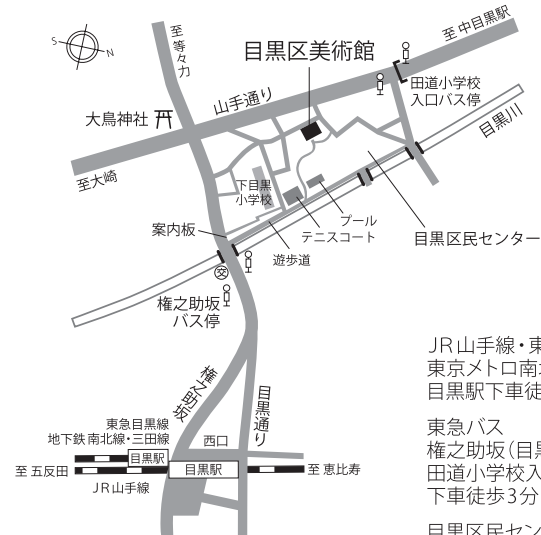 至 中目黒駅
S
N
至 等々力
目黒区美術館
山手通り
田道小学校
入口バス停
大鳥神社
目黒川
至大崎
下目黒
小学校
プール
テニスコート
目黒区民センター
案内板
遊歩道
交
権之助坂
バス停
権之助坂
目黒通り
東急目黒線
地下鉄 南北線・三田線
西口
目黒駅
目黒駅
至 五反田
至 恵比寿
JR山手線
JR山手線・東
東京メトロ南
目黒駅下車徒
東急バス
権之助坂(目
田道小学校入
下車徒歩3分
目黒区民セン